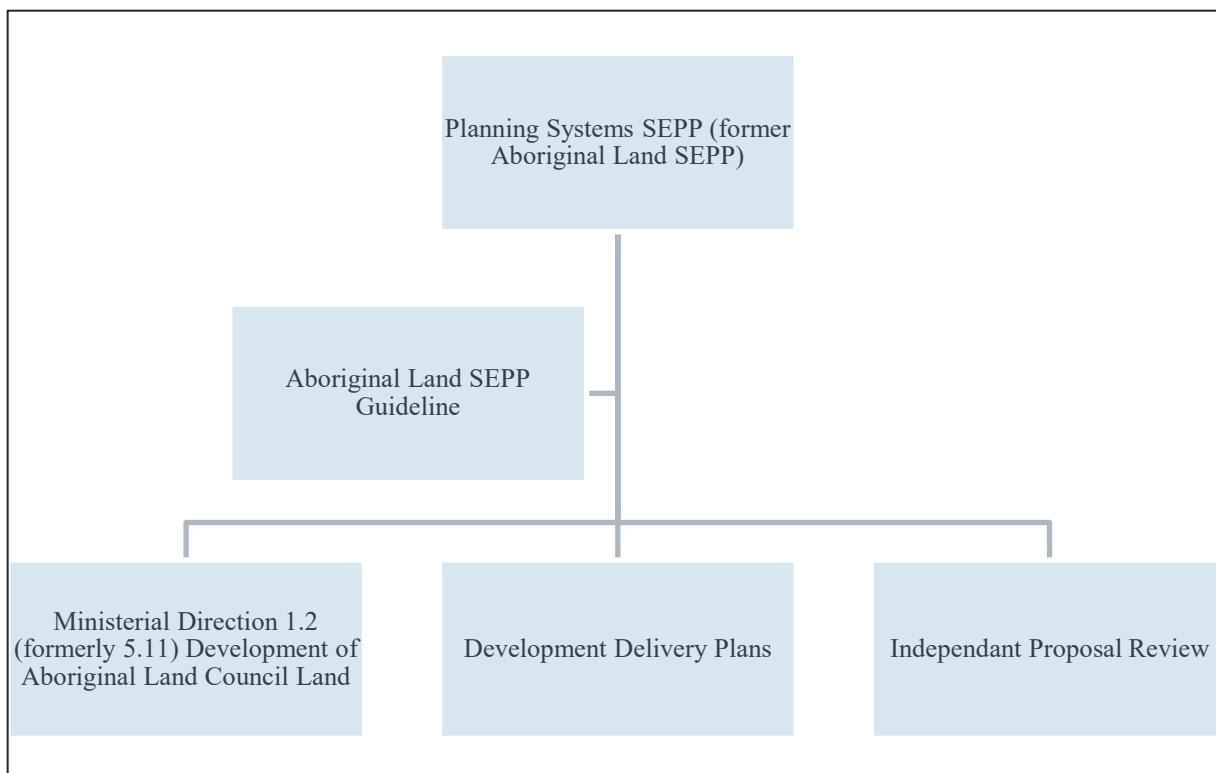 Planning Systems SEPP (former
Aboriginal Land SEPP)
Aboriginal Land SEPP
Guideline
Ministerial Direction 1.2
(formerly 5.11) Development of
Aboriginal Land Council Land
Development Delivery Plans
Independant Proposal Review